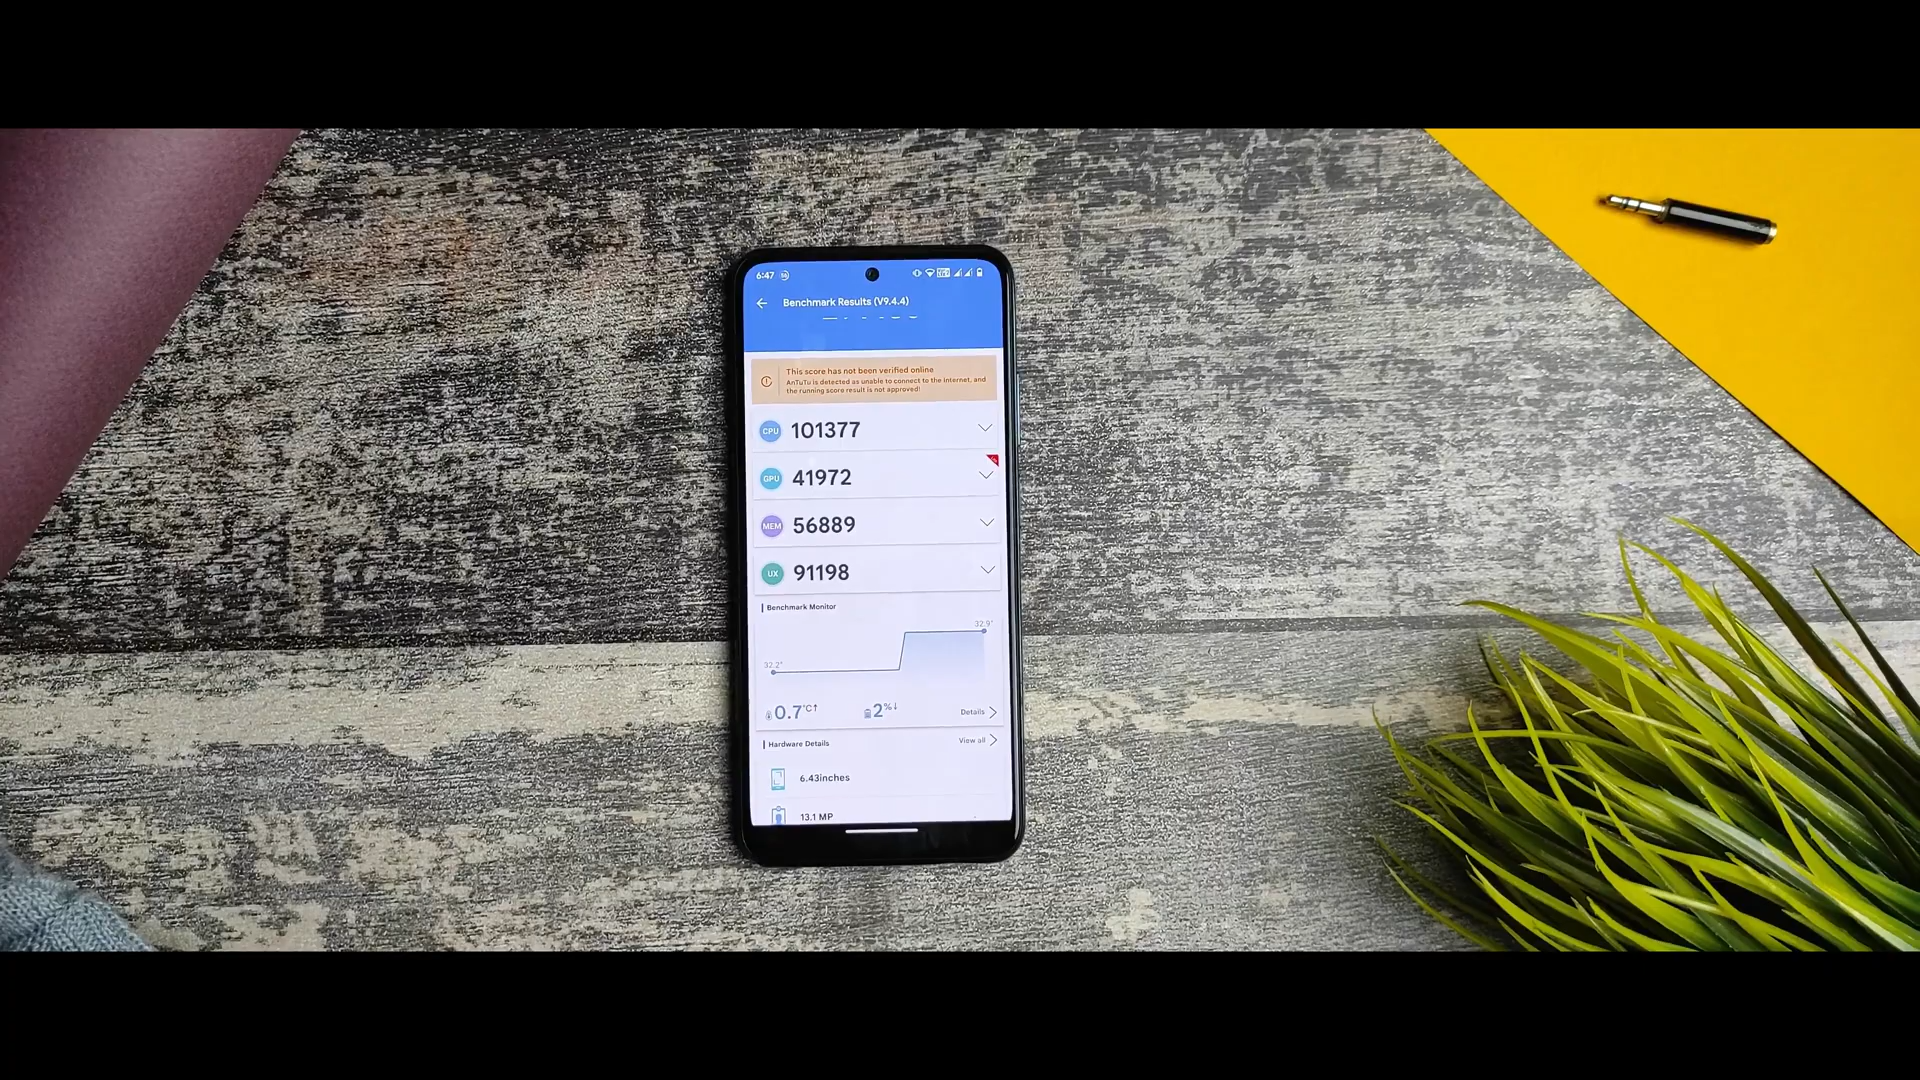 6:47
Benchmark Results (V9.4.4)
This score has not been verified online
AnTuTu is detected as unable to connect to the Internet, and
the running score result is not approved!
CPU 101377
GPU 41972
MEM 56889
UX 91198
Benchmark Monitor
32.9°
32.2°
0.7°C↑ 2%↓ Details
Hardware Details View all
6.43inches
13.1 MP